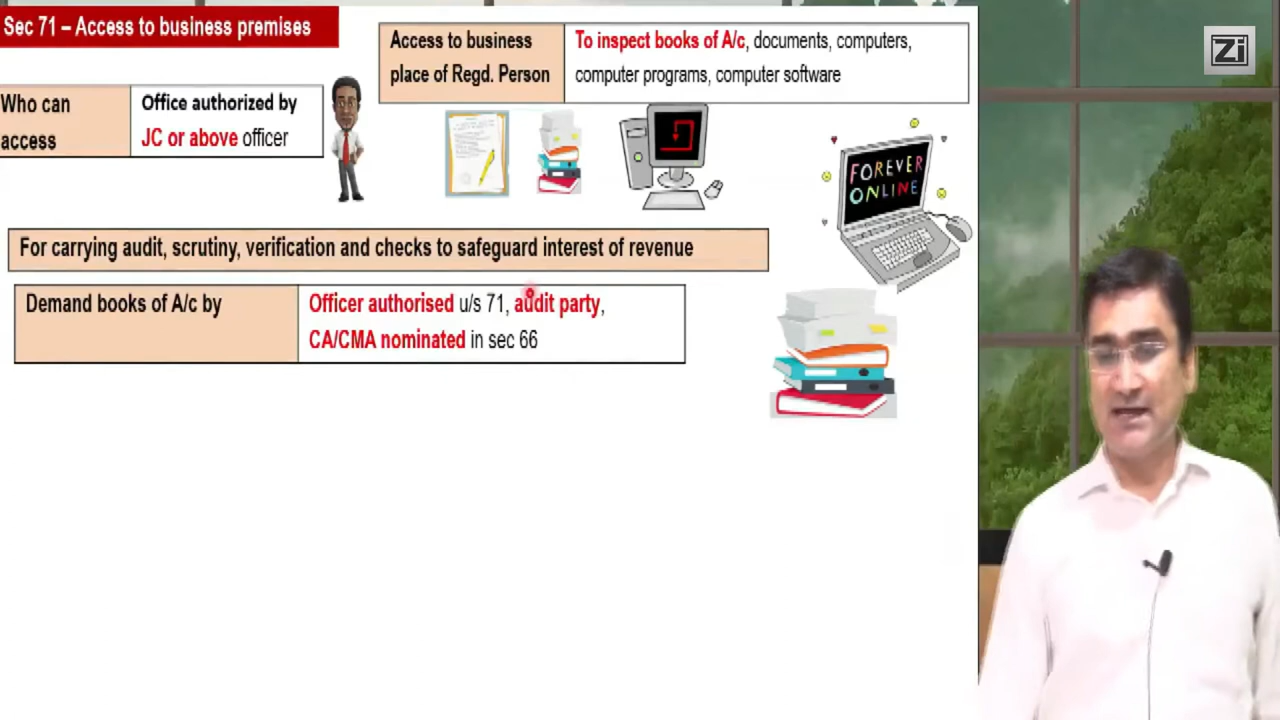 Sec 71 – Access to business premises
Who can
access
Office authorized by
JC or above officer
Access to business
place of Regd. Person
To inspect books of A/c, documents, computers,
computer programs, computer software
Zi
FOREVER
ONLINE
For carrying audit, scrutiny, verification and checks to safeguard interest of revenue
Demand books of A/c by
Officer authorised u/s 71, audit party,
CA/CMA nominated in sec 66